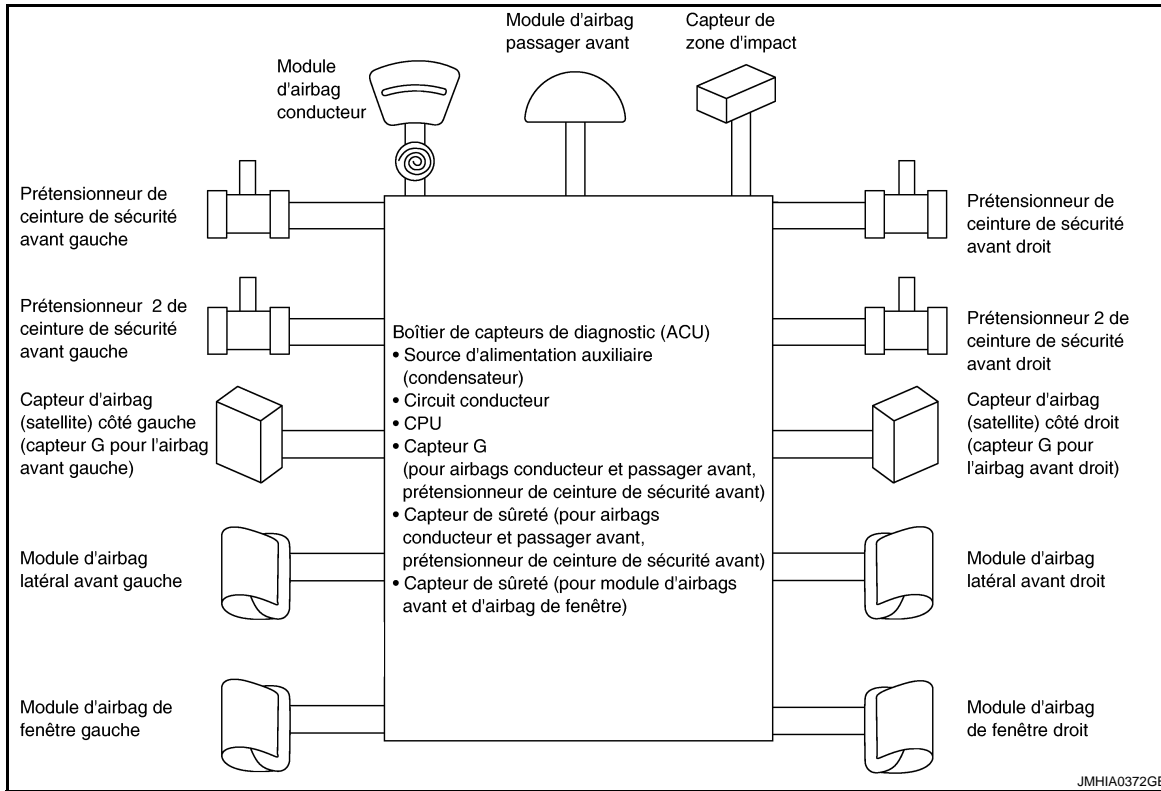 Module d'airbag
passager avant
Capteur de
zone d'impact
Module
d'airbag
conducteur
Prétensionneur de
ceinture de sécurité
avant gauche
Prétensionneur de
ceinture de sécurité
avant droit
Prétensionneur 2 de
ceinture de sécurité
avant gauche
Prétensionneur 2 de
ceinture de sécurité
avant droit
Boîtier de capteurs de diagnostic (ACU)
• Source d'alimentation auxiliaire
(condensateur)
• Circuit conducteur
• CPU
• Capteur G
(pour airbags conducteur et passager avant,
prétensionneur de ceinture de sécurité avant)
• Capteur de sûreté (pour airbags
conducteur et passager avant,
prétensionneur de ceinture de sécurité avant)
• Capteur de sûreté (pour module d'airbags
avant et d'airbag de fenêtre)
Capteur d'airbag
(satellite) côté gauche
(capteur G pour l'airbag
avant gauche)
Capteur d'airbag
(satellite) côté droit
(capteur G pour
l'airbag avant droit)
Module d'airbag
latéral avant gauche
Module d'airbag
latéral avant droit
Module d'airbag de
fenêtre gauche
Module d'airbag
de fenêtre droit
JMHIA0372GB